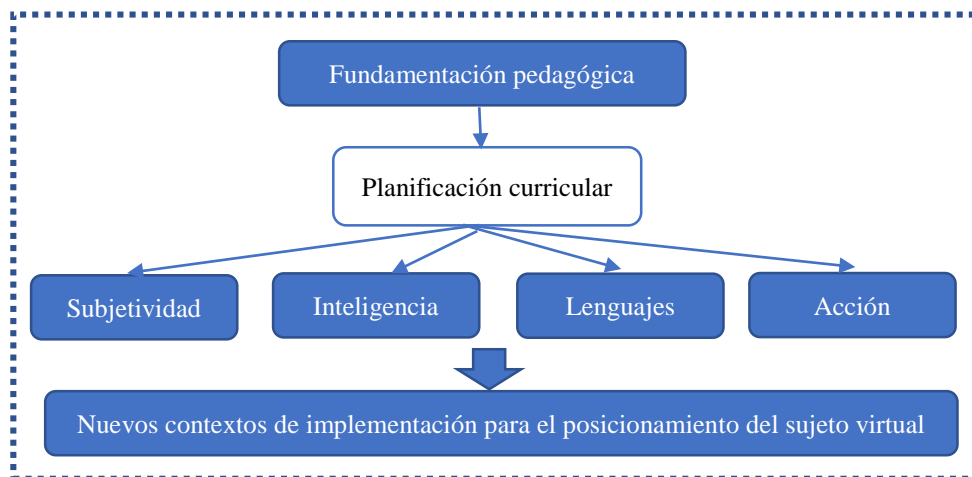 Fundamentación pedagógica
Planificación curricular
Subjetividad
Inteligencia
Lenguajes
Acción
Nuevos contextos de implementación para el posicionamiento del sujeto virtual